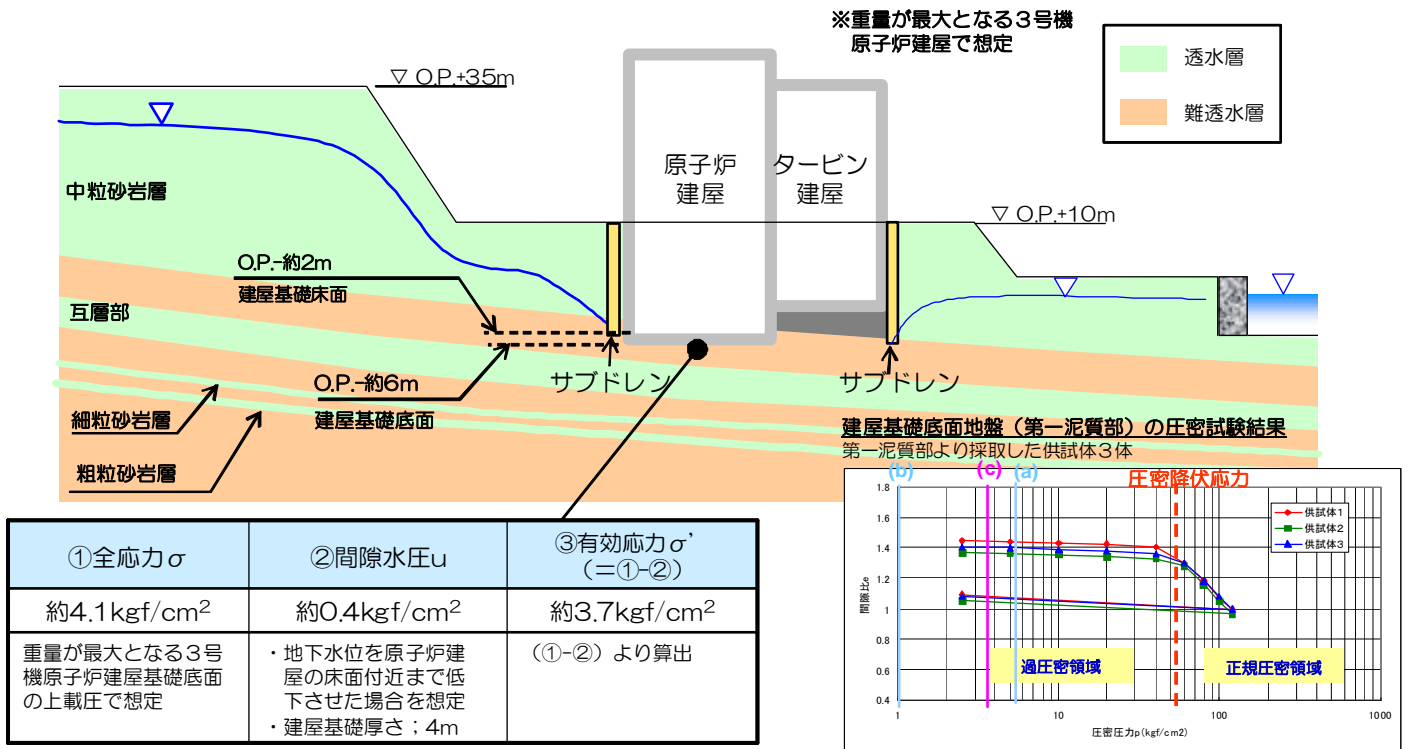 ※重量が最大となる３号機
原子炉建屋で想定
透水層
難透水層
▽ O.P.+35m
原子炉
建屋
タービン
建屋
中粒砂岩層
▽ O.P.+10m
O.P.-約2m
建屋基礎床面
互層部
O.P.-約6m
建屋基礎底面
サブドレン
サブドレン
細粒砂岩層
粗粒砂岩層
建屋基礎底面地盤（第一泥質部）の圧密試験結果
第一泥質部より採取した供試体３体
(b)
(c)
(a)
圧密降伏応力
1.8
1.6
1.4
1.2
1
0.8
0.6
0.4
間隙比e
供試体1
供試体2
供試体3
過圧密領域
正規圧密領域
1
10
100
1000
圧密圧力p(kgf/cm2)
①全応力σ
②間隙水圧u
③有効応力σ’
（＝①-②）
約4.1kgf/cm2
約0.4kgf/cm2
約3.7kgf/cm2
重量が最大となる３号
機原子炉建屋基礎底面
の上載圧で想定
・地下水位を原子炉建
屋の床面付近まで低
下させた場合を想定
・建屋基礎厚さ；4m
（①-②）より算出